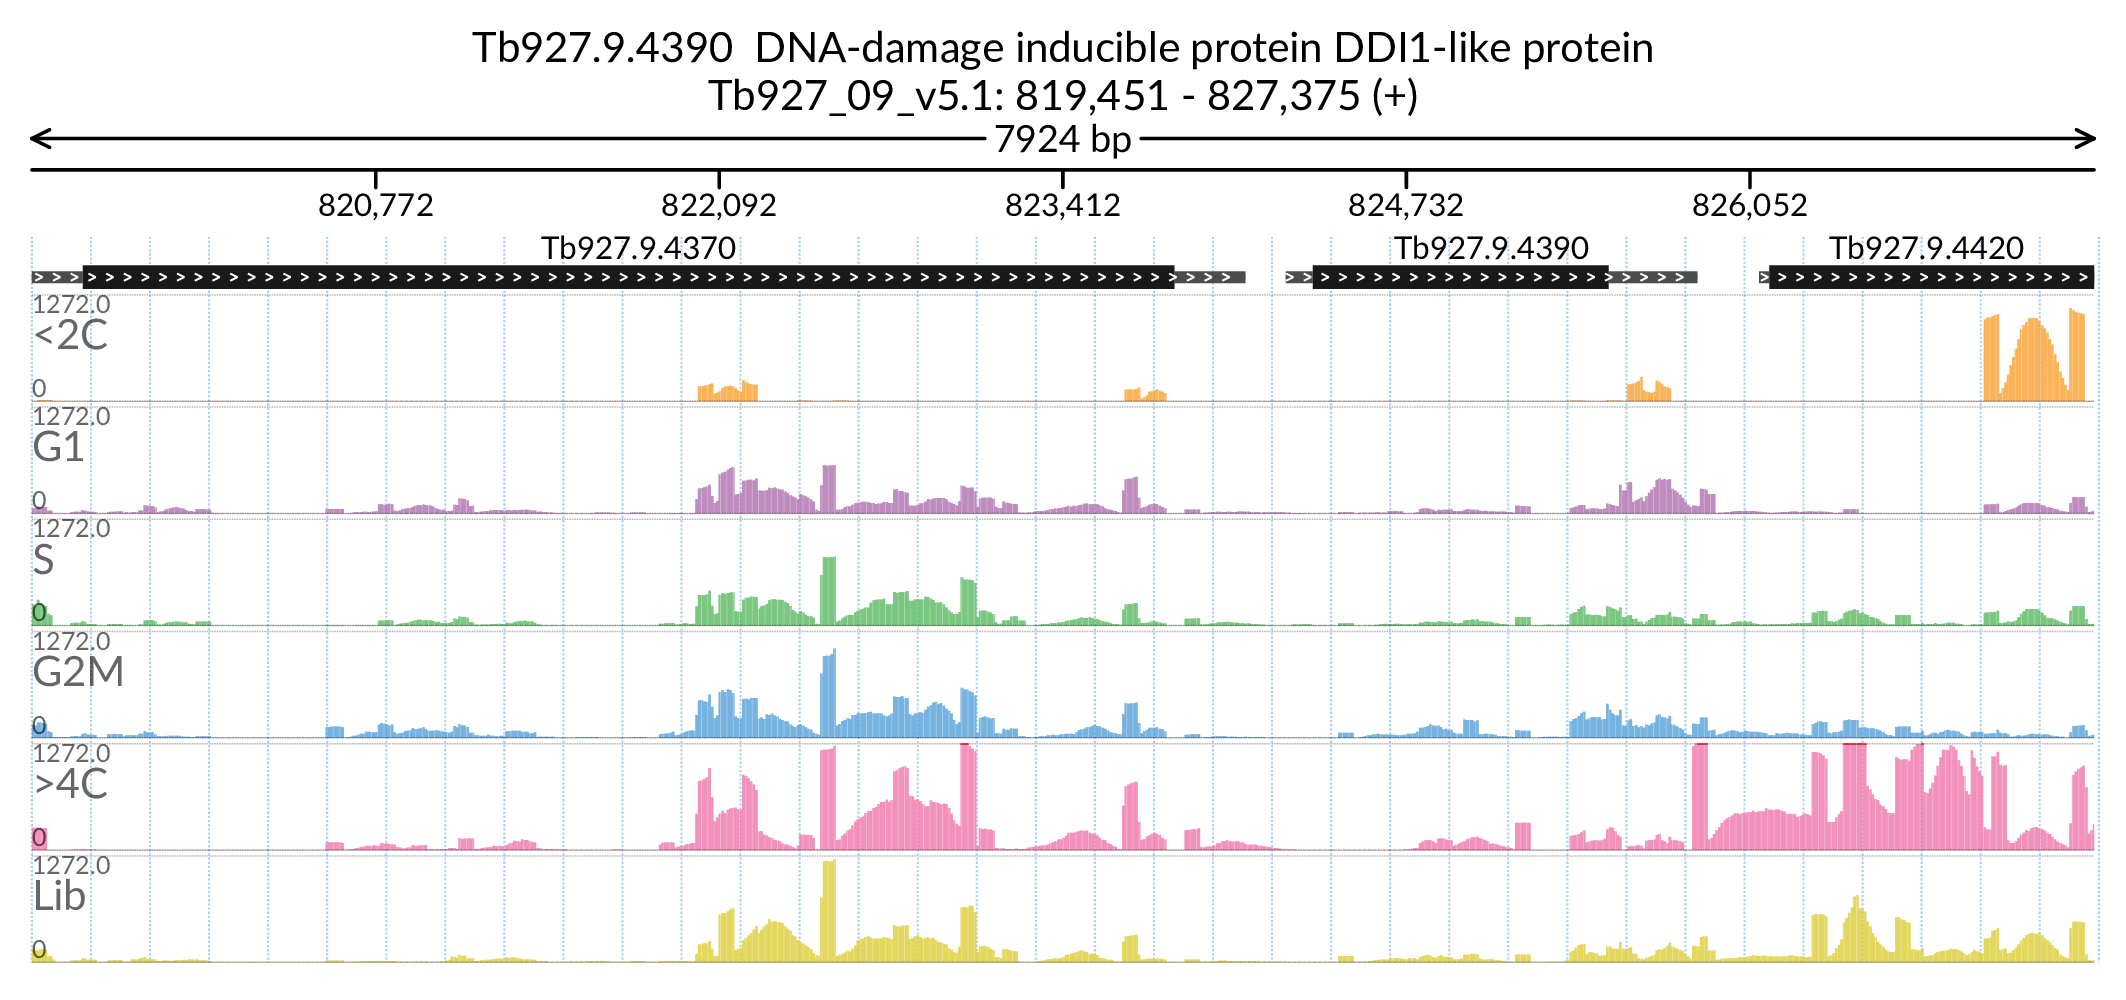 Tb927.9.4390  DNA-damage inducible protein DDI1-like protein
Tb927_09_v5.1: 819,451 - 827,375 (+)
7924 bp
820,772 822,092 823,412 824,732 826,052
Tb927.9.4370 Tb927.9.4390 Tb927.9.4420
1272.0
<2C
0
1272.0
G1
0
1272.0
S
0
1272.0
G2M
0
1272.0
>4C
0
1272.0
Lib
0